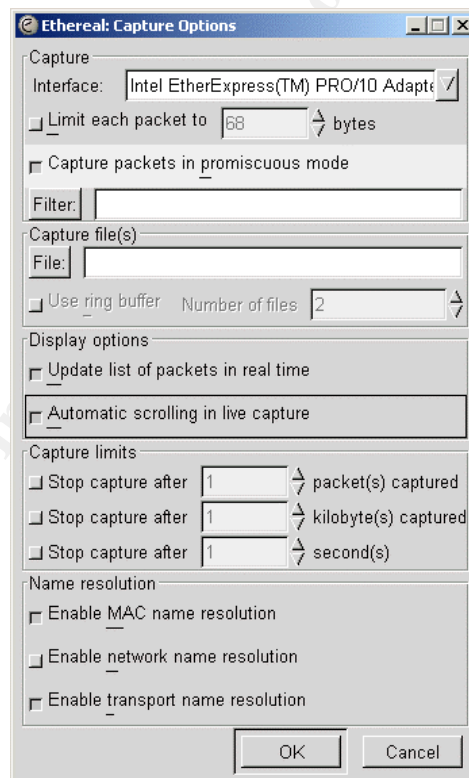 Ethereal: Capture Options
Capture
Interface: Intel EtherExpress(TM) PRO/10 Adapte
Limit each packet to 68 bytes
Capture packets in promiscuous mode
Filter:
Capture file(s)
File:
Use ring buffer Number of files 2
Display options
Update list of packets in real time
Automatic scrolling in live capture
Capture limits
Stop capture after 1 packet(s) captured
Stop capture after 1 kilobyte(s) captured
Stop capture after 1 second(s)
Name resolution
Enable MAC name resolution
Enable network name resolution
Enable transport name resolution
OK Cancel